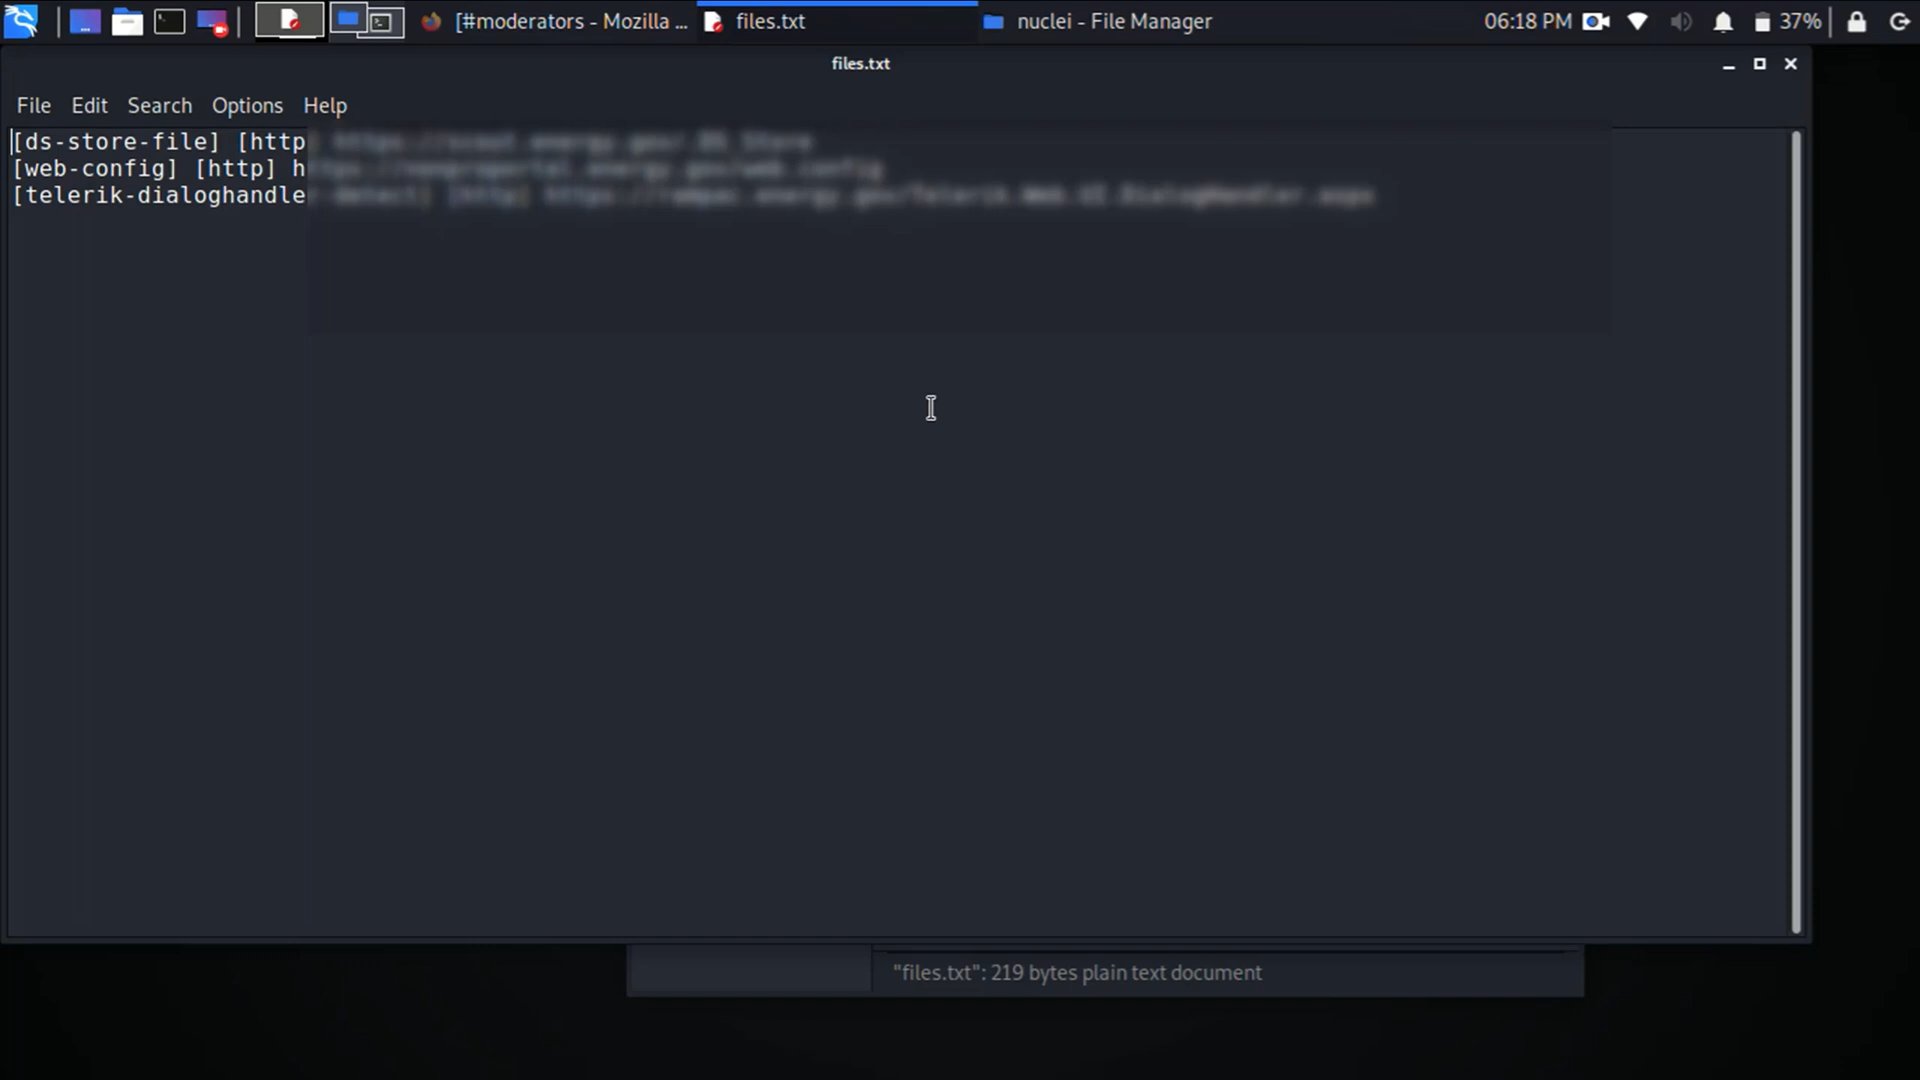 [#moderators - Mozilla ...
files.txt
nuclei - File Manager
06:18 PM
37%
files.txt
File Edit Search Options Help
[ds-store-file] [http
[web-config] [http] h
[telerik-dialoghandle
"files.txt": 219 bytes plain text document